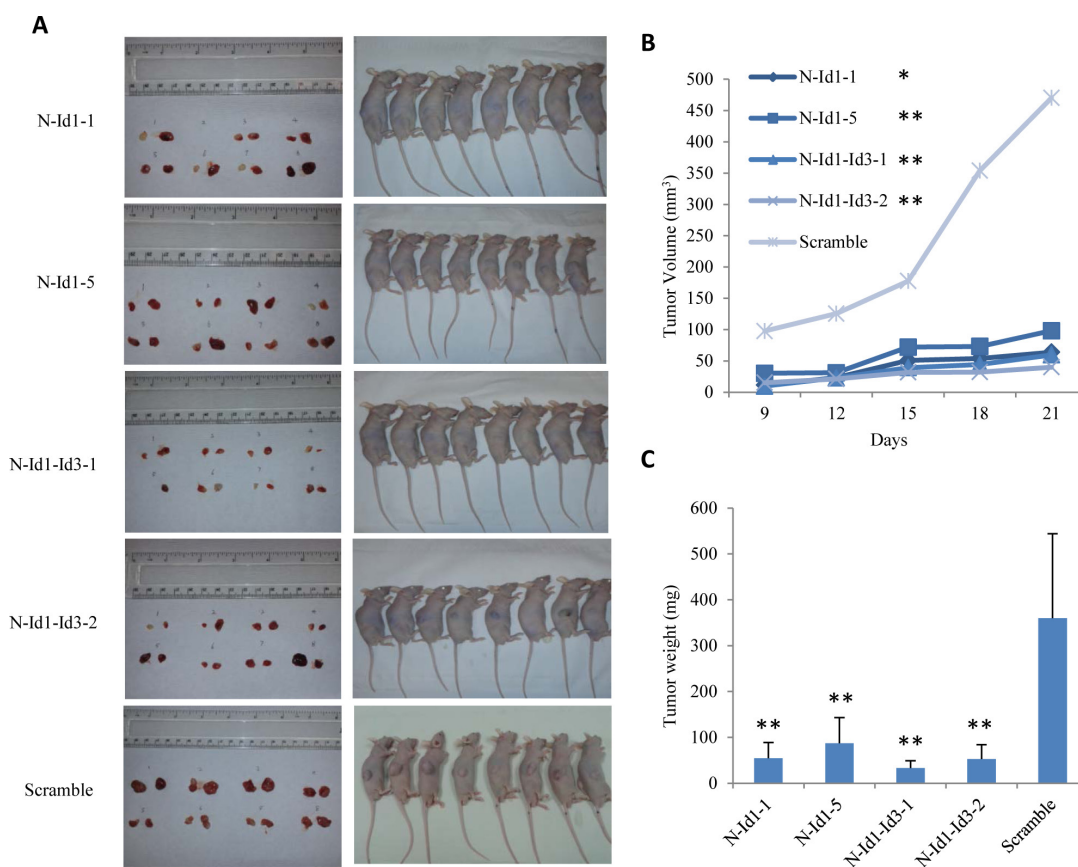 A
N-Id1-1
N-Id1-5
N-Id1-Id3-1
N-Id1-Id3-2
Scramble
B
N-Id1-1 *
N-Id1-5 **
N-Id1-Id3-1 **
N-Id1-Id3-2 **
Scramble
Tumor Volume (mm³)
500
450
400
350
300
250
200
150
100
50
0
9 12 15 18 21
Days
C
Tumor weight (mg)
600
500
400
300
200
100
0
** ** ** **
N-Id1-1
N-Id1-5
N-Id1-Id3-1
N-Id1-Id3-2
Scramble